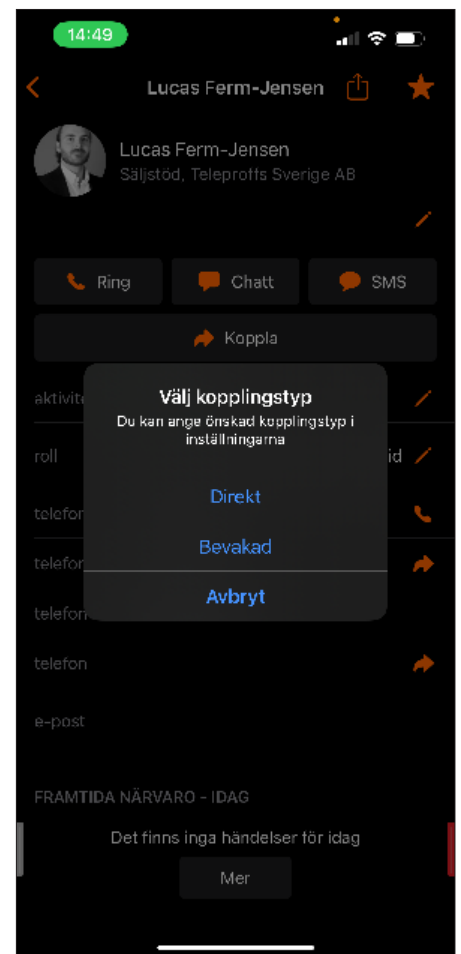 14:49
Lucas Ferm-Jensen
Lucas Ferm-Jensen
Säljstöd, Teleproffs Sverige AB
Ring
Chatt
SMS
Koppla
aktivite
Välj kopplingstyp
Du kan ange önskad kopplingstyp i
inställningarna
roll
id
Direkt
telefon
Bevakad
telefon
Avbryt
telefon
telefon
e-post
FRAMTIDA NÄRVARO - IDAG
Det finns inga händelser för idag
Mer